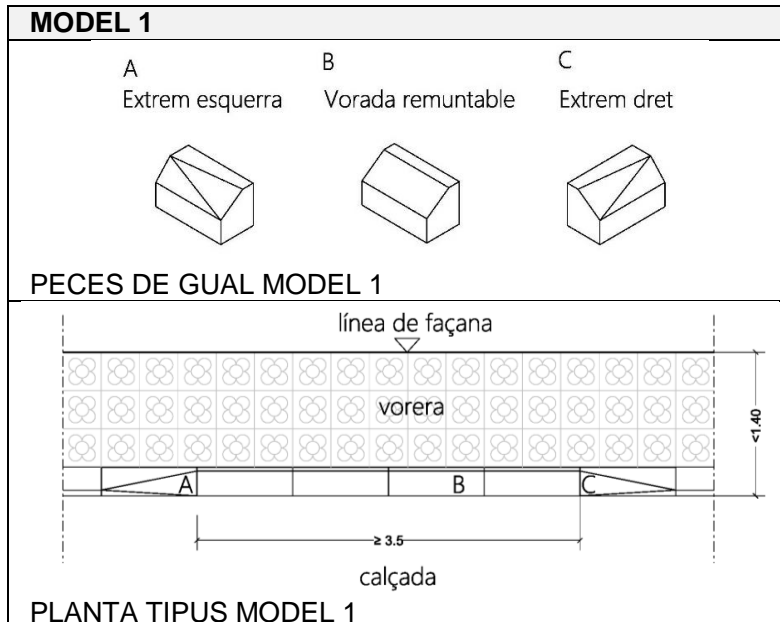 MODEL 1
A
B
C
Extrem esquerra
Vorada remuntable
Extrem dret
PECES DE GUAL MODEL 1
línea de façana
vorera
<1.40
A
B
C
≥ 3.5
calçada
PLANTA TIPUS MODEL 1